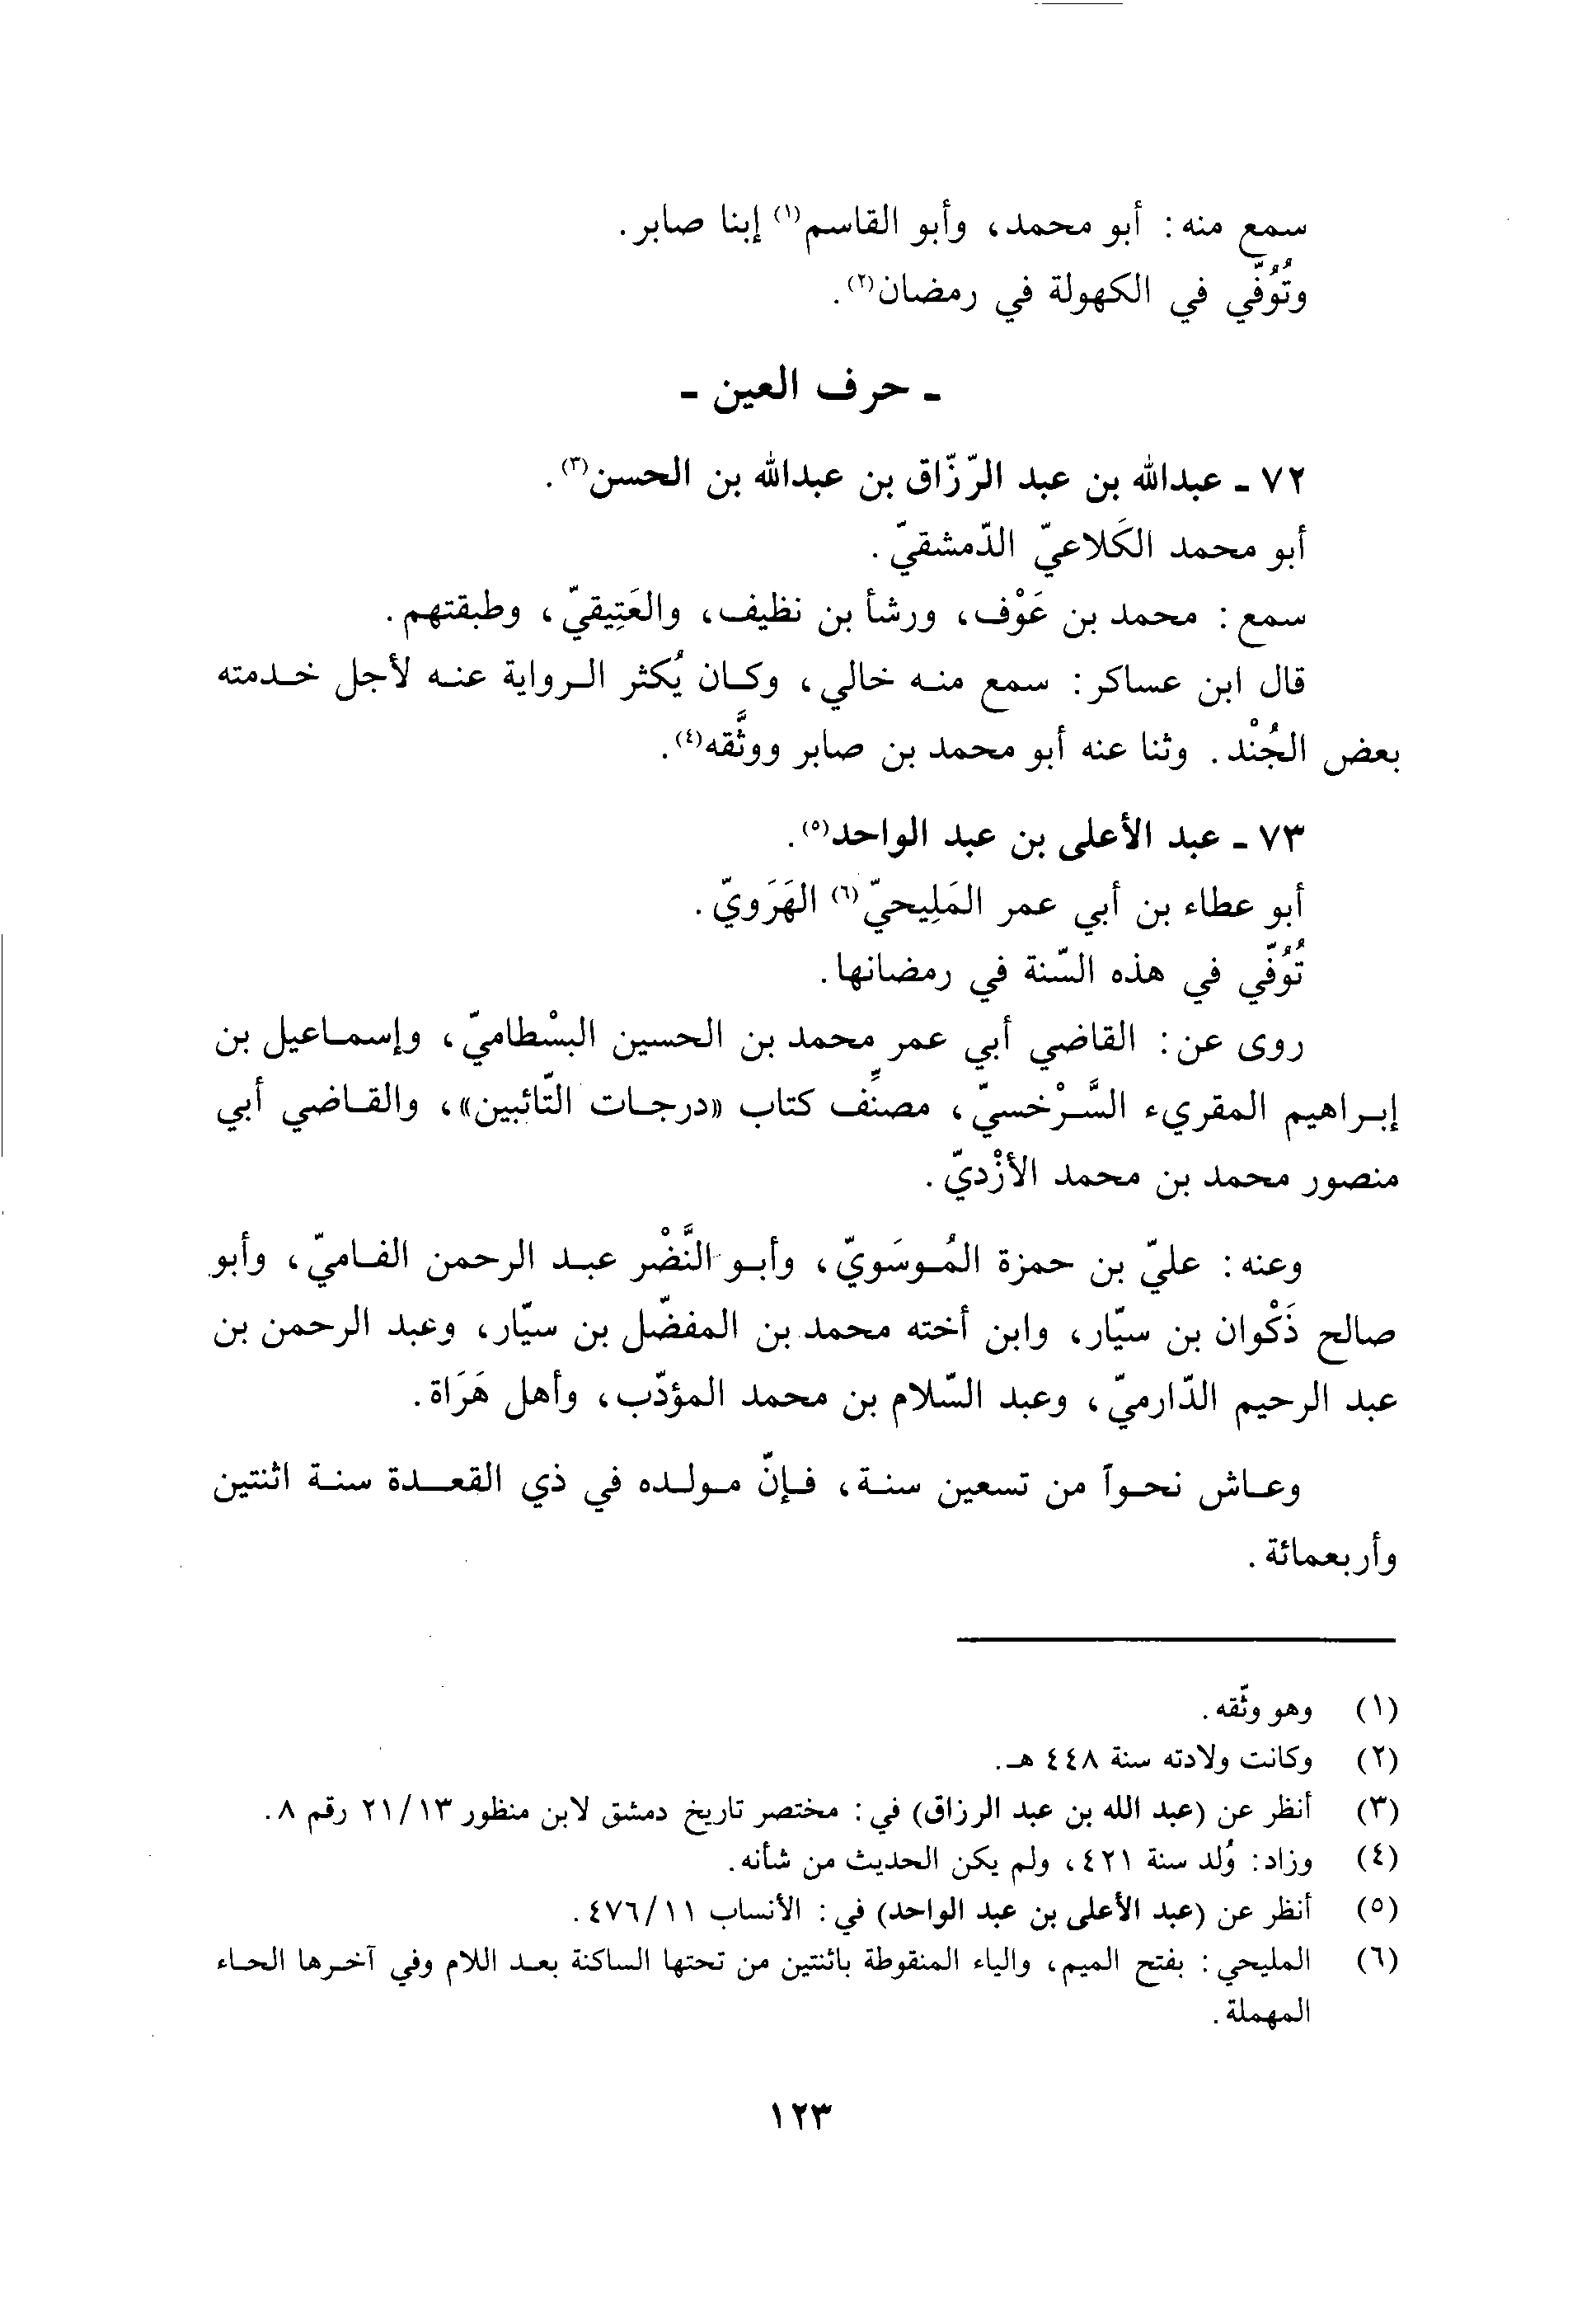 سمع منه: أبو محمد، وأبو القاسم(١) إبنا صابر.
وتُوُفّي في الكهولة في رمضان(٢).
ـ حرف العين ـ
٧٢ ـ عبدالله بن عبد الرّزّاق بن عبدالله بن الحسن(٣).
أبو محمد الكَلاعيّ الدّمشقيّ.
سمع: محمد بن عَوْف، ورشأ بن نظيف، والعَتِيقيّ، وطبقتهم.
قال ابن عساكر: سمع منه خالي، وكان يُكثر الرواية عنه لأجل خدمته
بعض الجُنْد. وثنا عنه أبو محمد بن صابر ووثَّقه(٤).
٧٣ ـ عبد الأعلى بن عبد الواحد(٥).
أبو عطاء بن أبي عمر المَلِيحيّ(٦) الهَرَويّ.
تُوُفّي في هذه السّنة في رمضانها.
روى عن: القاضي أبي عمر محمد بن الحسين البسْطاميّ، وإسماعيل بن
إبراهيم المقريء السَّرْخسيّ، مصنِّف كتاب «درجات التّائبين»، والقاضي أبي
منصور محمد بن محمد الأزْديّ.
وعنه: عليّ بن حمزة المُوسَويّ، وأبو النَّضْر عبد الرحمن الفاميّ، وأبو
صالح ذَكْوان بن سيّار، وابن أخته محمد بن المفضّل بن سيّار، وعبد الرحمن بن
عبد الرحيم الدّارميّ، وعبد السّلام بن محمد المؤدّب، وأهل هَرَاة.
وعاش نحواً من تسعين سنة، فإنّ مولده في ذي القعدة سنة اثنتين
وأربعمائة.
(١) وهو وثّقه.
(٢) وكانت ولادته سنة ٤٤٨ هـ.
(٣) أنظر عن (عبد الله بن عبد الرزاق) في: مختصر تاريخ دمشق لابن منظور ٢١/١٣ رقم ٨.
(٤) وزاد: وُلد سنة ٤٢١، ولم يكن الحديث من شأنه.
(٥) أنظر عن (عبد الأعلى بن عبد الواحد) في: الأنساب ٤٧٦/١١.
(٦) المليحي: بفتح الميم، والياء المنقوطة باثنتين من تحتها الساكنة بعد اللام وفي آخرها الحاء
المهملة.
١٢٣